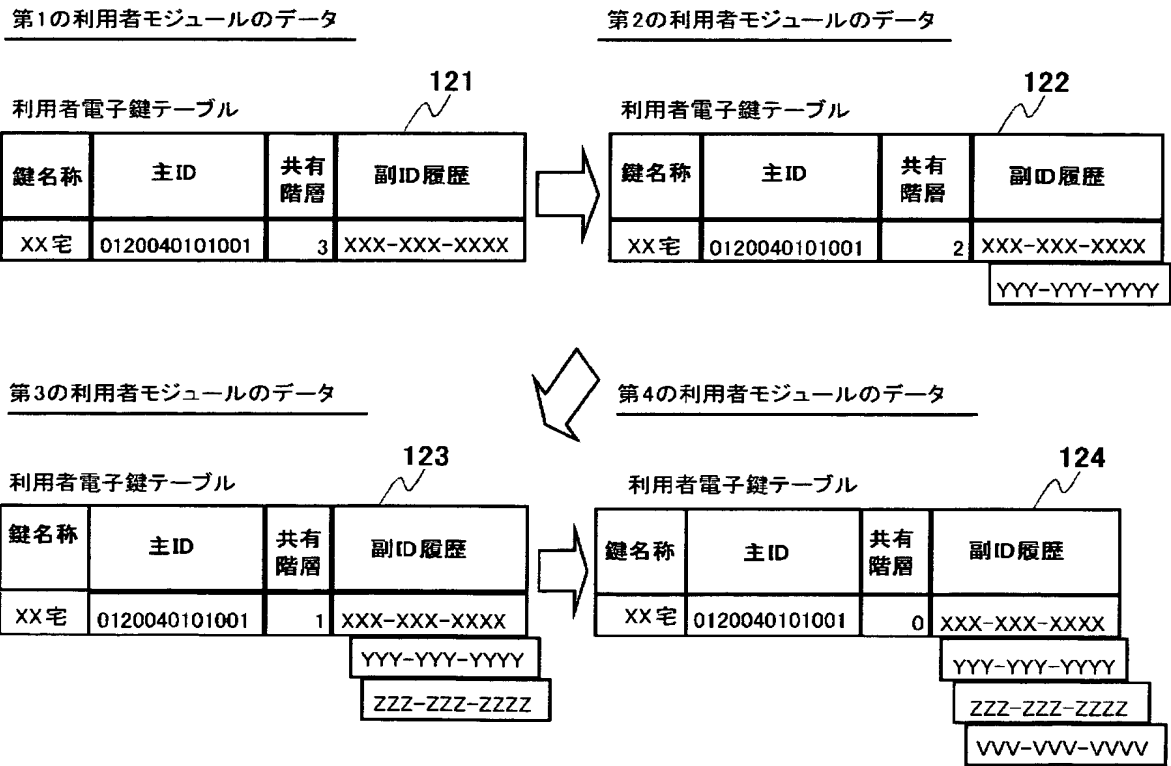 第1の利用者モジュールのデータ
121
利用者電子鍵テーブル
鍵名称 主ID 共有階層 副ID履歴
XX宅 0120040101001 3 XXX-XXX-XXXX
第2の利用者モジュールのデータ
122
利用者電子鍵テーブル
鍵名称 主ID 共有階層 副ID履歴
XX宅 0120040101001 2 XXX-XXX-XXXX
YYY-YYY-YYYY
第3の利用者モジュールのデータ
123
利用者電子鍵テーブル
鍵名称 主ID 共有階層 副ID履歴
XX宅 0120040101001 1 XXX-XXX-XXXX
YYY-YYY-YYYY
ZZZ-ZZZ-ZZZZ
第4の利用者モジュールのデータ
124
利用者電子鍵テーブル
鍵名称 主ID 共有階層 副ID履歴
XX宅 0120040101001 0 XXX-XXX-XXXX
YYY-YYY-YYYY
ZZZ-ZZZ-ZZZZ
VVV-VVV-VVVV